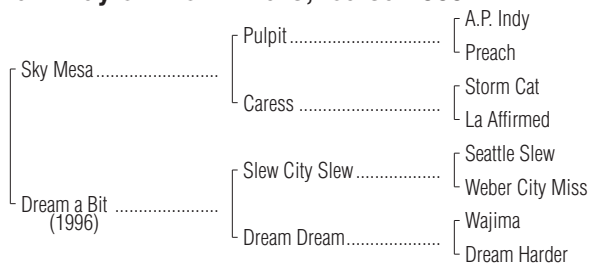 A.P. Indy
Pulpit
Preach
Sky Mesa
Storm Cat
Caress
La Affirmed
Seattle Slew
Slew City Slew
Weber City Miss
Dream a Bit
(1996)
Wajima
Dream Dream
Dream Harder